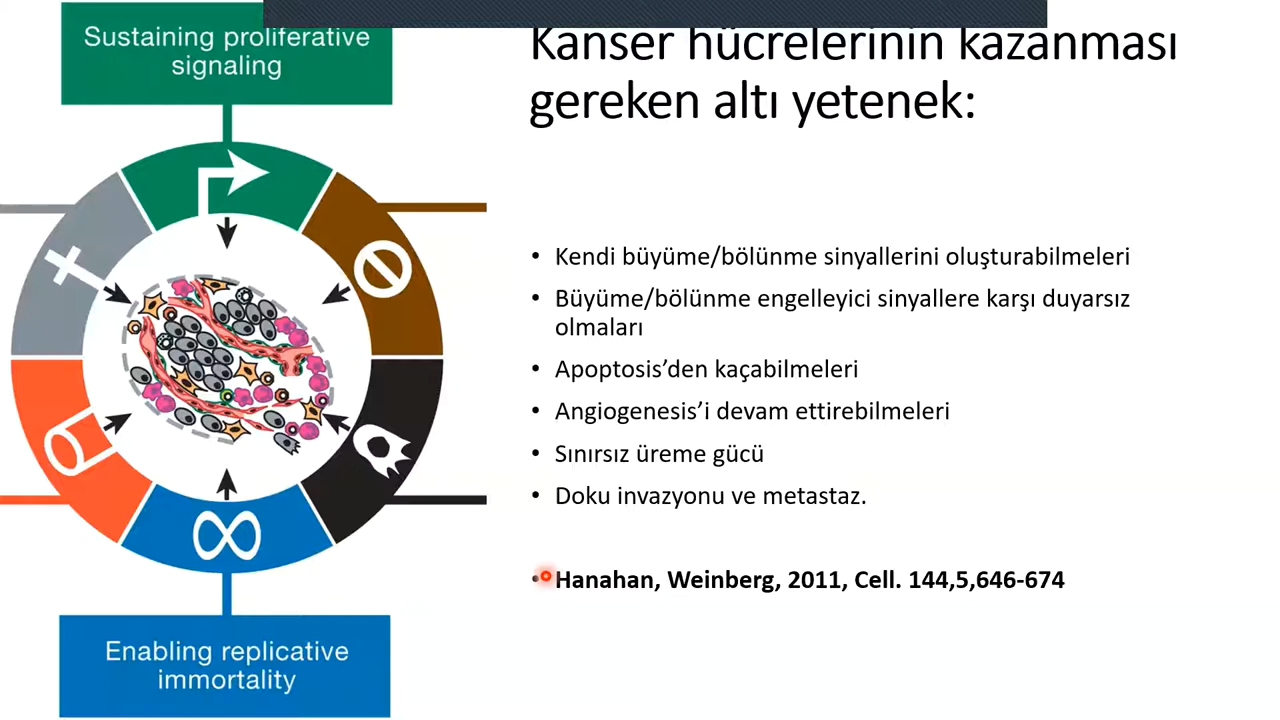 Sustaining proliferative
signaling
Kanser hücrelerinin kazanması
gereken altı yetenek:
• Kendi büyüme/bölünme sinyallerini oluşturabilmeleri
• Büyüme/bölünme engelleyici sinyallere karşı duyarsız
olmaları
• Apoptosis’den kaçabilmeleri
• Angiogenesis’i devam ettirebilmeleri
• Sınırsız üreme gücü
• Doku invazyonu ve metastaz.
• Hanahan, Weinberg, 2011, Cell. 144,5,646-674
Enabling replicative
immortality